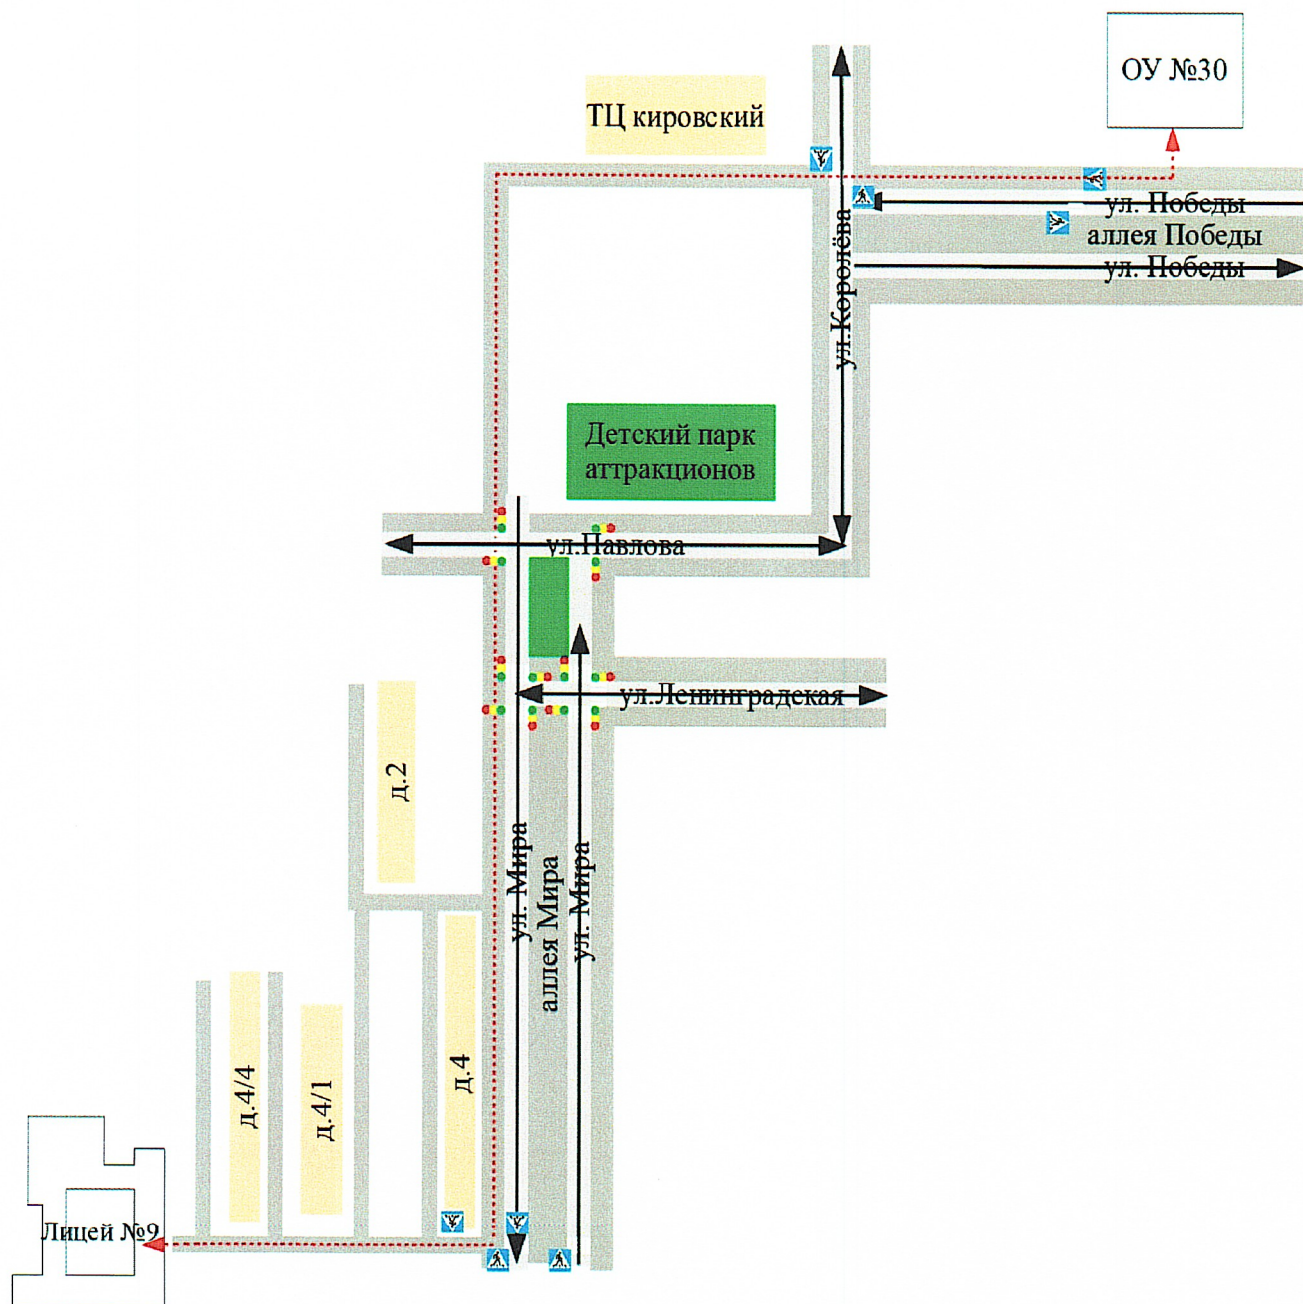 ОУ №30
ТЦ кировский
ул. Победы
аллея Победы
ул. Победы
ул.Королёва
Детский парк
аттракционов
ул.Павлова
ул.Ленинградская
д.2
ул. Мира
аллея Мира
ул. Мира
д.4
д.4/4
д.4/1
Лицей №9